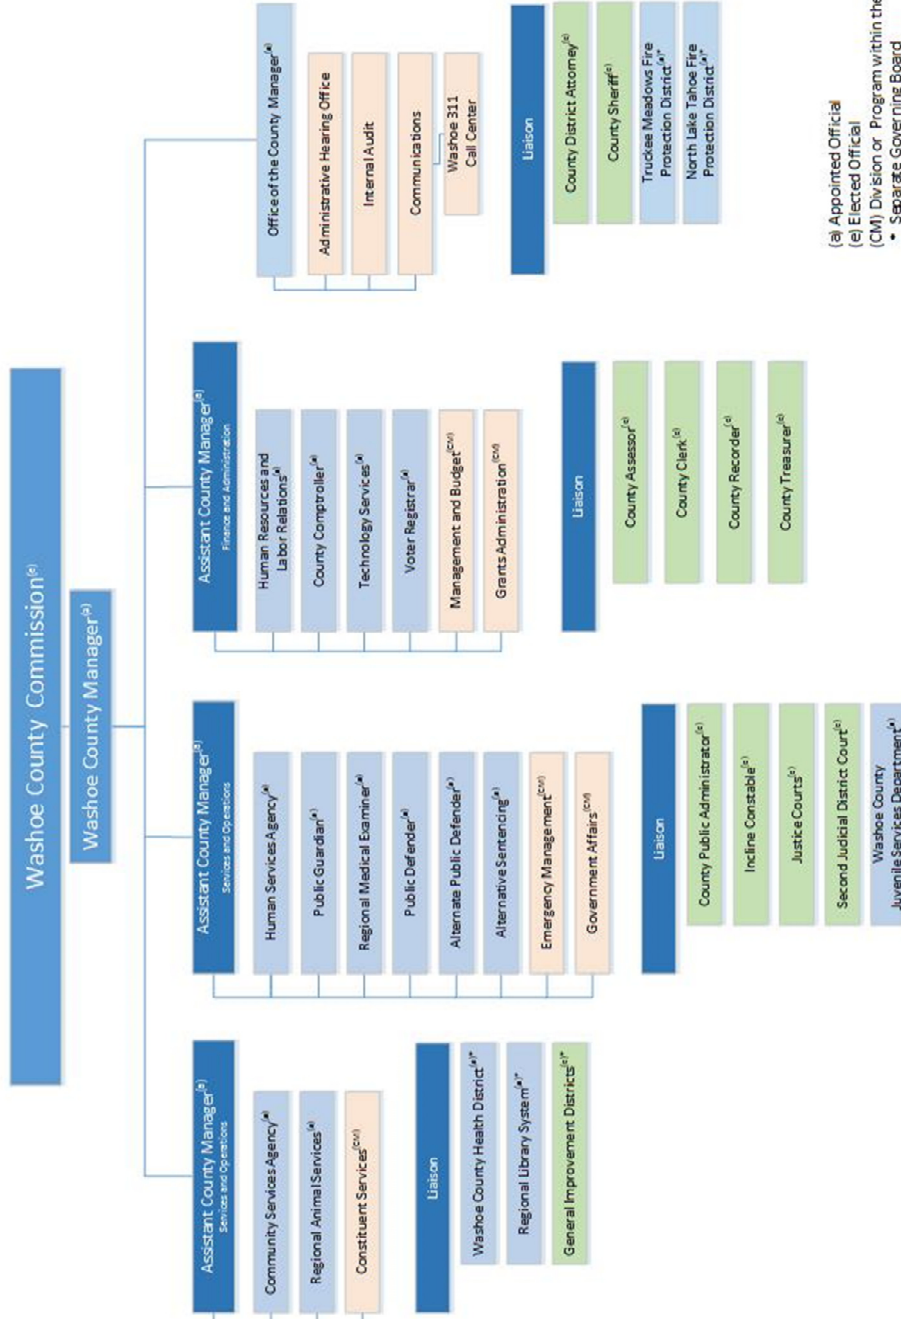 Washoe County Commission(e)
Washoe County Manager(a)
Assistant County Manager(a)
Services and Operations
Community Services Agency(a)
Regional Animal Services(a)
Constituent Services(CM)
Liaison
Washoe County Health District(a)*
Regional Library System(a)*
General Improvement Districts(e)*
Assistant County Manager(a)
Services and Operations
Human Services Agency(a)
Public Guardian(a)
Regional Medical Examiner(a)
Public Defender(a)
Alternate Public Defender(a)
Alternative Sentencing(a)
Emergency Management(CM)
Government Affairs(CM)
Liaison
County Public Administrator(e)
Incline Constable(e)
Justice Courts(e)
Second Judicial District Court(e)
Washoe County
Juvenile Services Department(a)
Assistant County Manager(a)
Finance and Administration
Human Resources and
Labor Relations(a)
County Comptroller(a)
Technology Services(a)
Voter Registrar(a)
Management and Budget(CM)
Grants Administration(CM)
Liaison
County Assessor(e)
County Clerk(e)
County Recorder(e)
County Treasurer(e)
Office of the County Manager(a)
Administrative Hearing Office
Internal Audit
Communications
Washoe 311
Call Center
Liaison
County District Attorney(e)
County Sheriff(e)
Truckee Meadows Fire
Protection District(a)*
North Lake Tahoe Fire
Protection District(a)*
(a) Appointed Official
(e) Elected Official
(CM) Division or Program within the
* Separate Governing Board